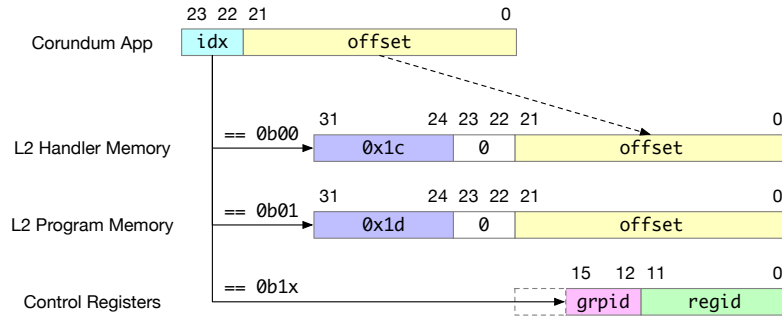 23 22 21 0
Corundum App idx offset
31 24 23 22 21 0
== 0b00
L2 Handler Memory 0x1c 0 offset
31 24 23 22 21 0
== 0b01
L2 Program Memory 0x1d 0 offset
15 12 11 0
== 0b1x
Control Registers grpid regid